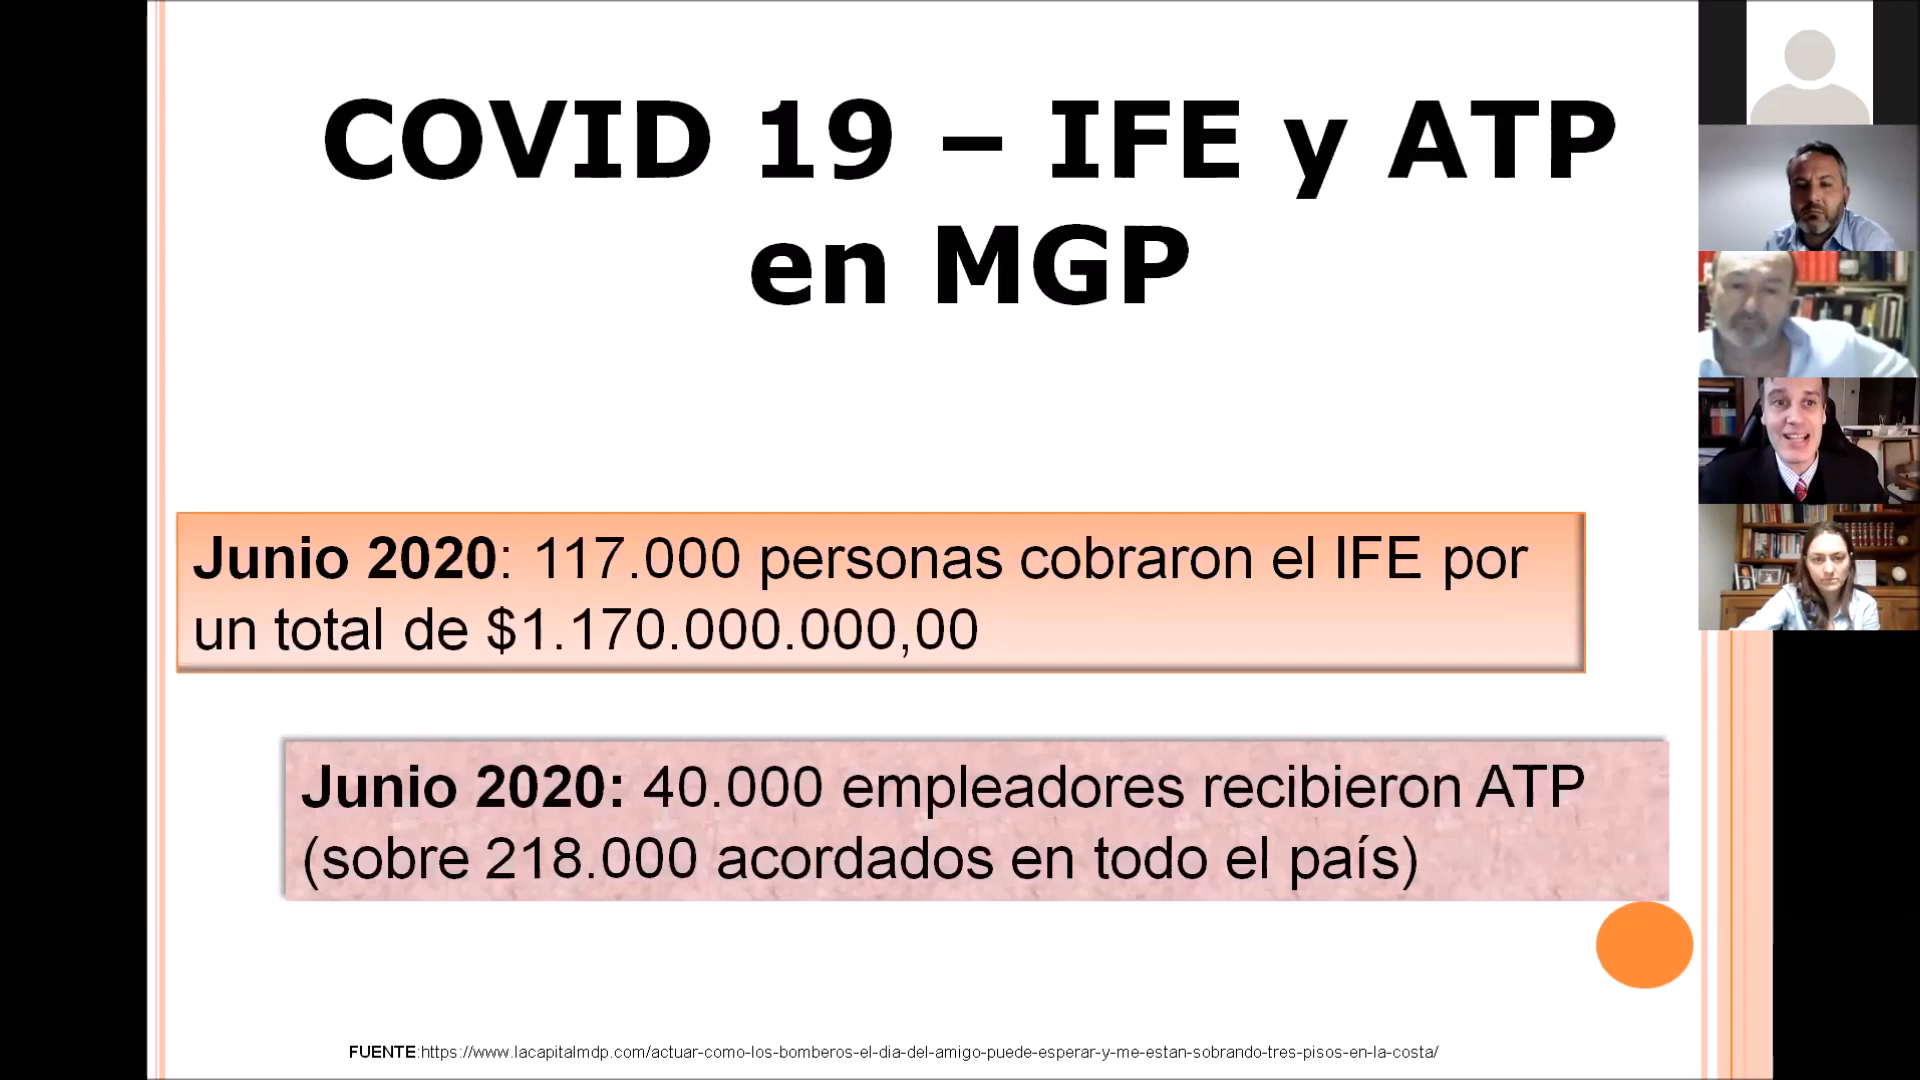 COVID 19 – IFE y ATP
en MGP
Junio 2020: 117.000 personas cobraron el IFE por
un total de $1.170.000.000,00
Junio 2020: 40.000 empleadores recibieron ATP
(sobre 218.000 acordados en todo el país)
FUENTE:https://www.lacapitalmdp.com/actuar-como-los-bomberos-el-dia-del-amigo-puede-esperar-y-me-estan-sobrando-tres-pisos-en-la-costa/